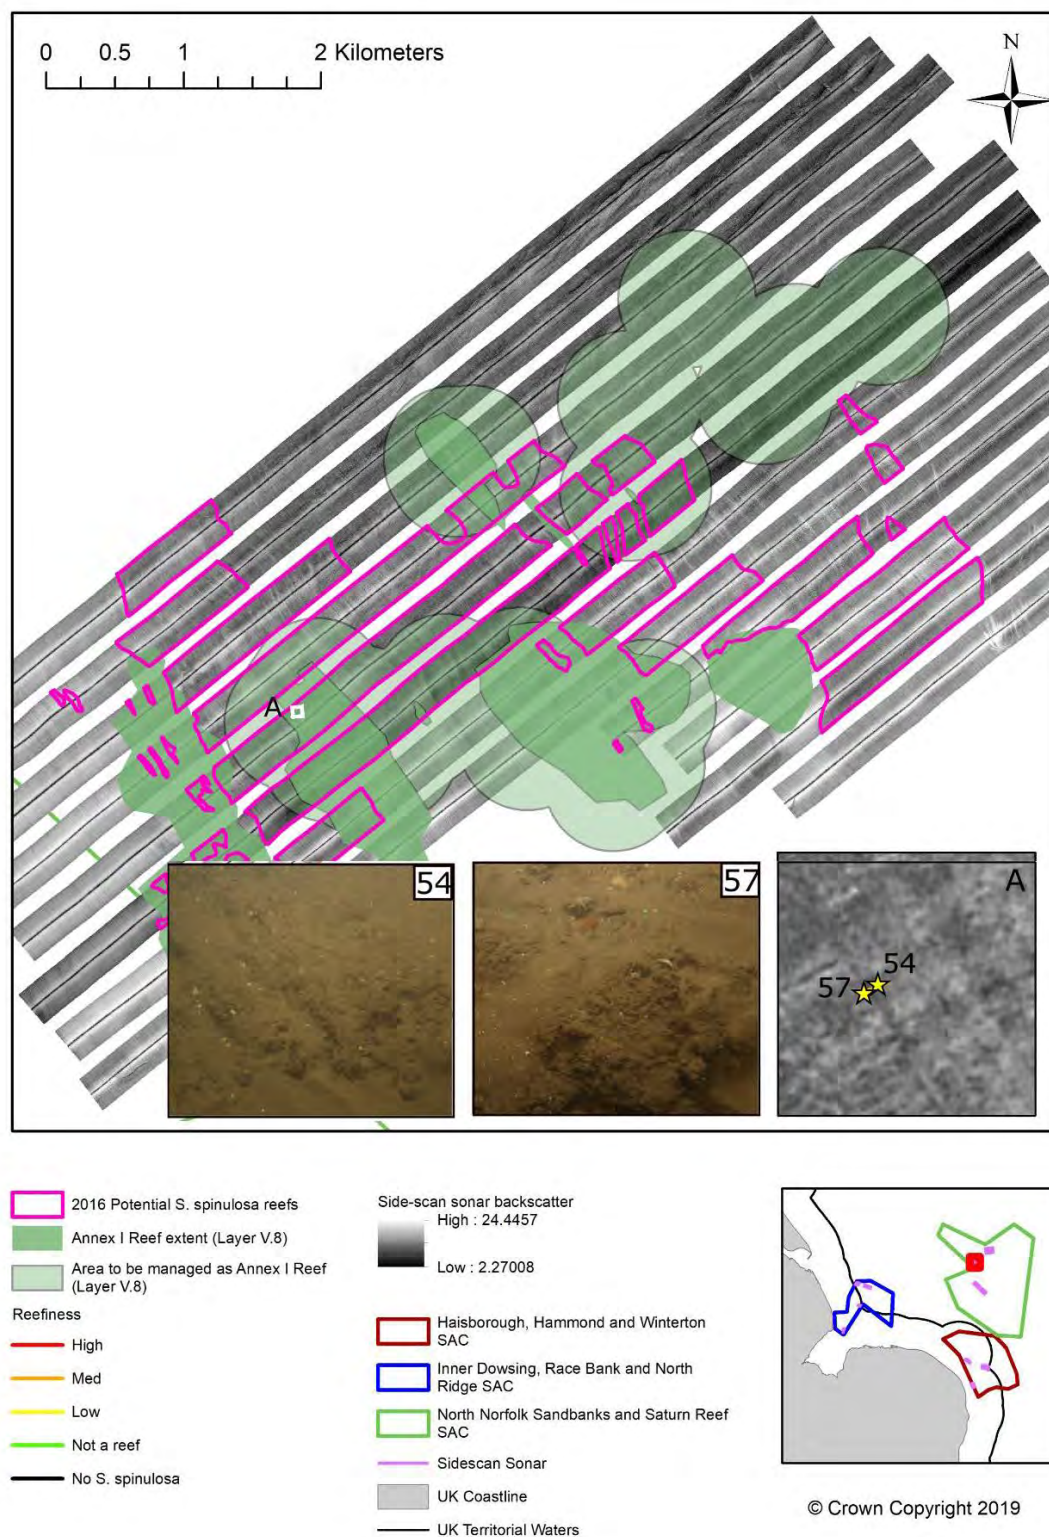 0 0.5 1 2 Kilometers
N
A
54
57
A
54
57
2016 Potential S. spinulosa reefs
Annex I Reef extent (Layer V.8)
Area to be managed as Annex I Reef
(Layer V.8)
Reefiness
High
Med
Low
Not a reef
No S. spinulosa
Side-scan sonar backscatter
High : 24.4457
Low : 2.27008
Haisborough, Hammond and Winterton
SAC
Inner Dowsing, Race Bank and North
Ridge SAC
North Norfolk Sandbanks and Saturn Reef
SAC
Sidescan Sonar
UK Coastline
UK Territorial Waters
© Crown Copyright 2019